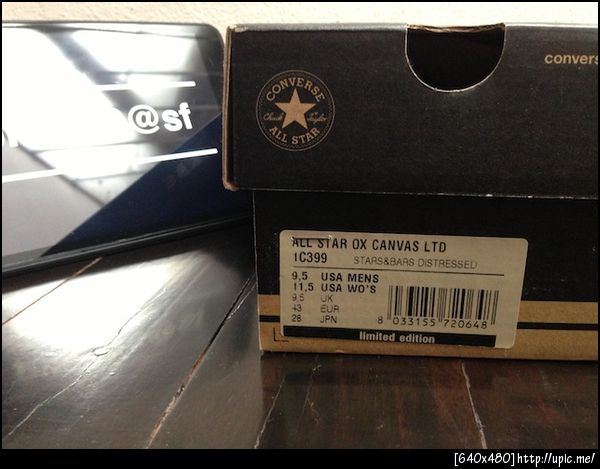 @sf
convers
CONVERSE
Chuck Taylor
ALL STAR
ALL STAR OX CANVAS LTD
1C399 STARS&BARS DISTRESSED
9,5 USA MENS
11,5 USA WO'S
9,5 UK
43 EUR
28 JPN
8 033155 720648
limited edition
[640x480] http://upic.me/